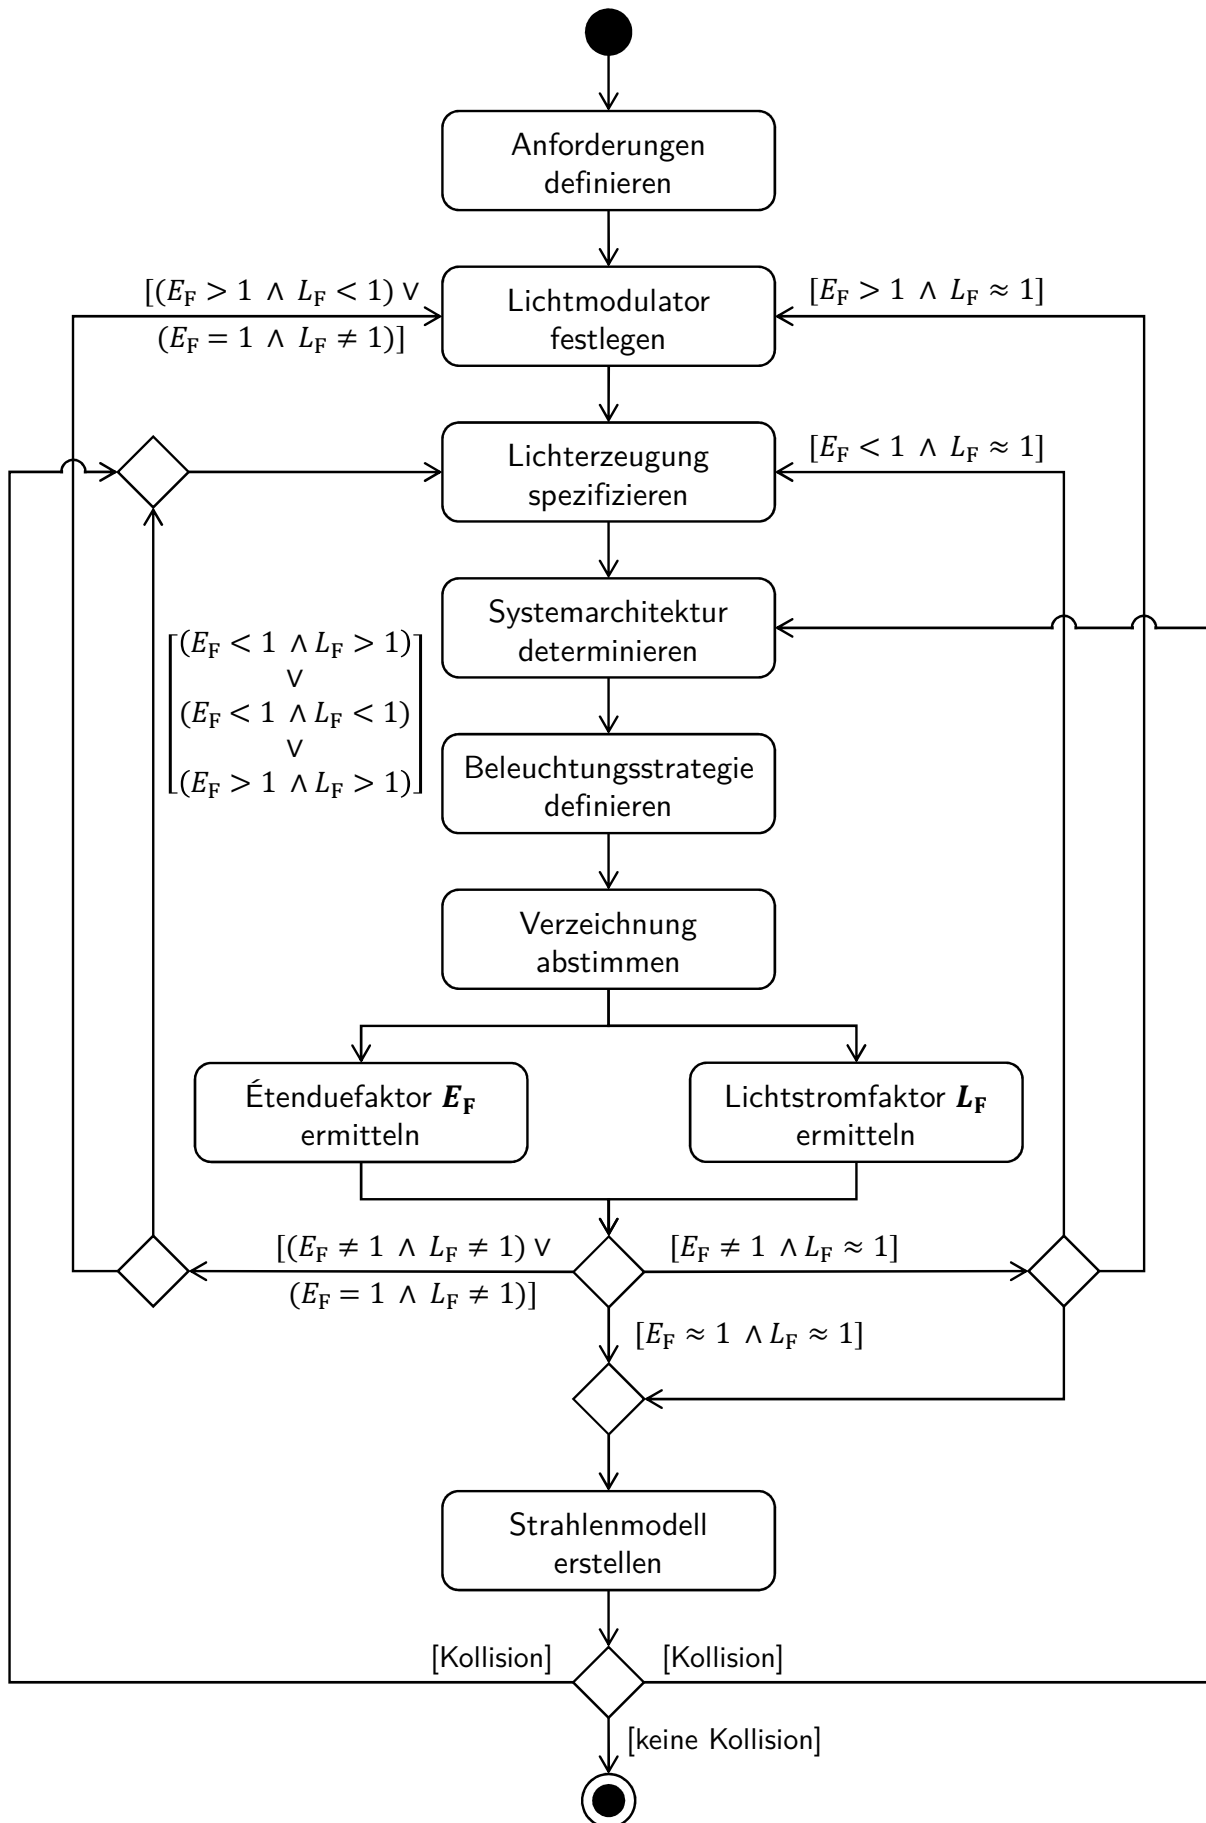 Anforderungen
definieren
[(E_F > 1 ∧ L_F < 1) ∨
(E_F = 1 ∧ L_F ≠ 1)]
Lichtmodulator
festlegen
[E_F > 1 ∧ L_F ≈ 1]
Lichterzeugung
spezifizieren
[E_F < 1 ∧ L_F ≈ 1]
Systemarchitektur
determinieren
[(E_F < 1 ∧ L_F > 1)
∨
(E_F < 1 ∧ L_F < 1)
∨
(E_F > 1 ∧ L_F > 1)]
Beleuchtungsstrategie
definieren
Verzeichnung
abstimmen
Étenduefaktor E_F
ermitteln
Lichtstromfaktor L_F
ermitteln
[(E_F ≠ 1 ∧ L_F ≠ 1) ∨
(E_F = 1 ∧ L_F ≠ 1)]
[E_F ≠ 1 ∧ L_F ≈ 1]
[E_F ≈ 1 ∧ L_F ≈ 1]
Strahlenmodell
erstellen
[Kollision]
[Kollision]
[keine Kollision]